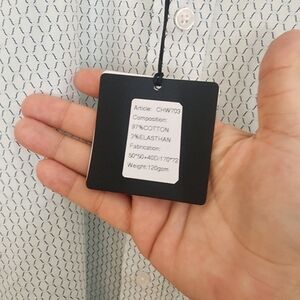 Article: CHW703
Composition:
97%COTTON
3%ELASTHAN
Fabrication:
50*50+40D/170*72
Weight:120gsm